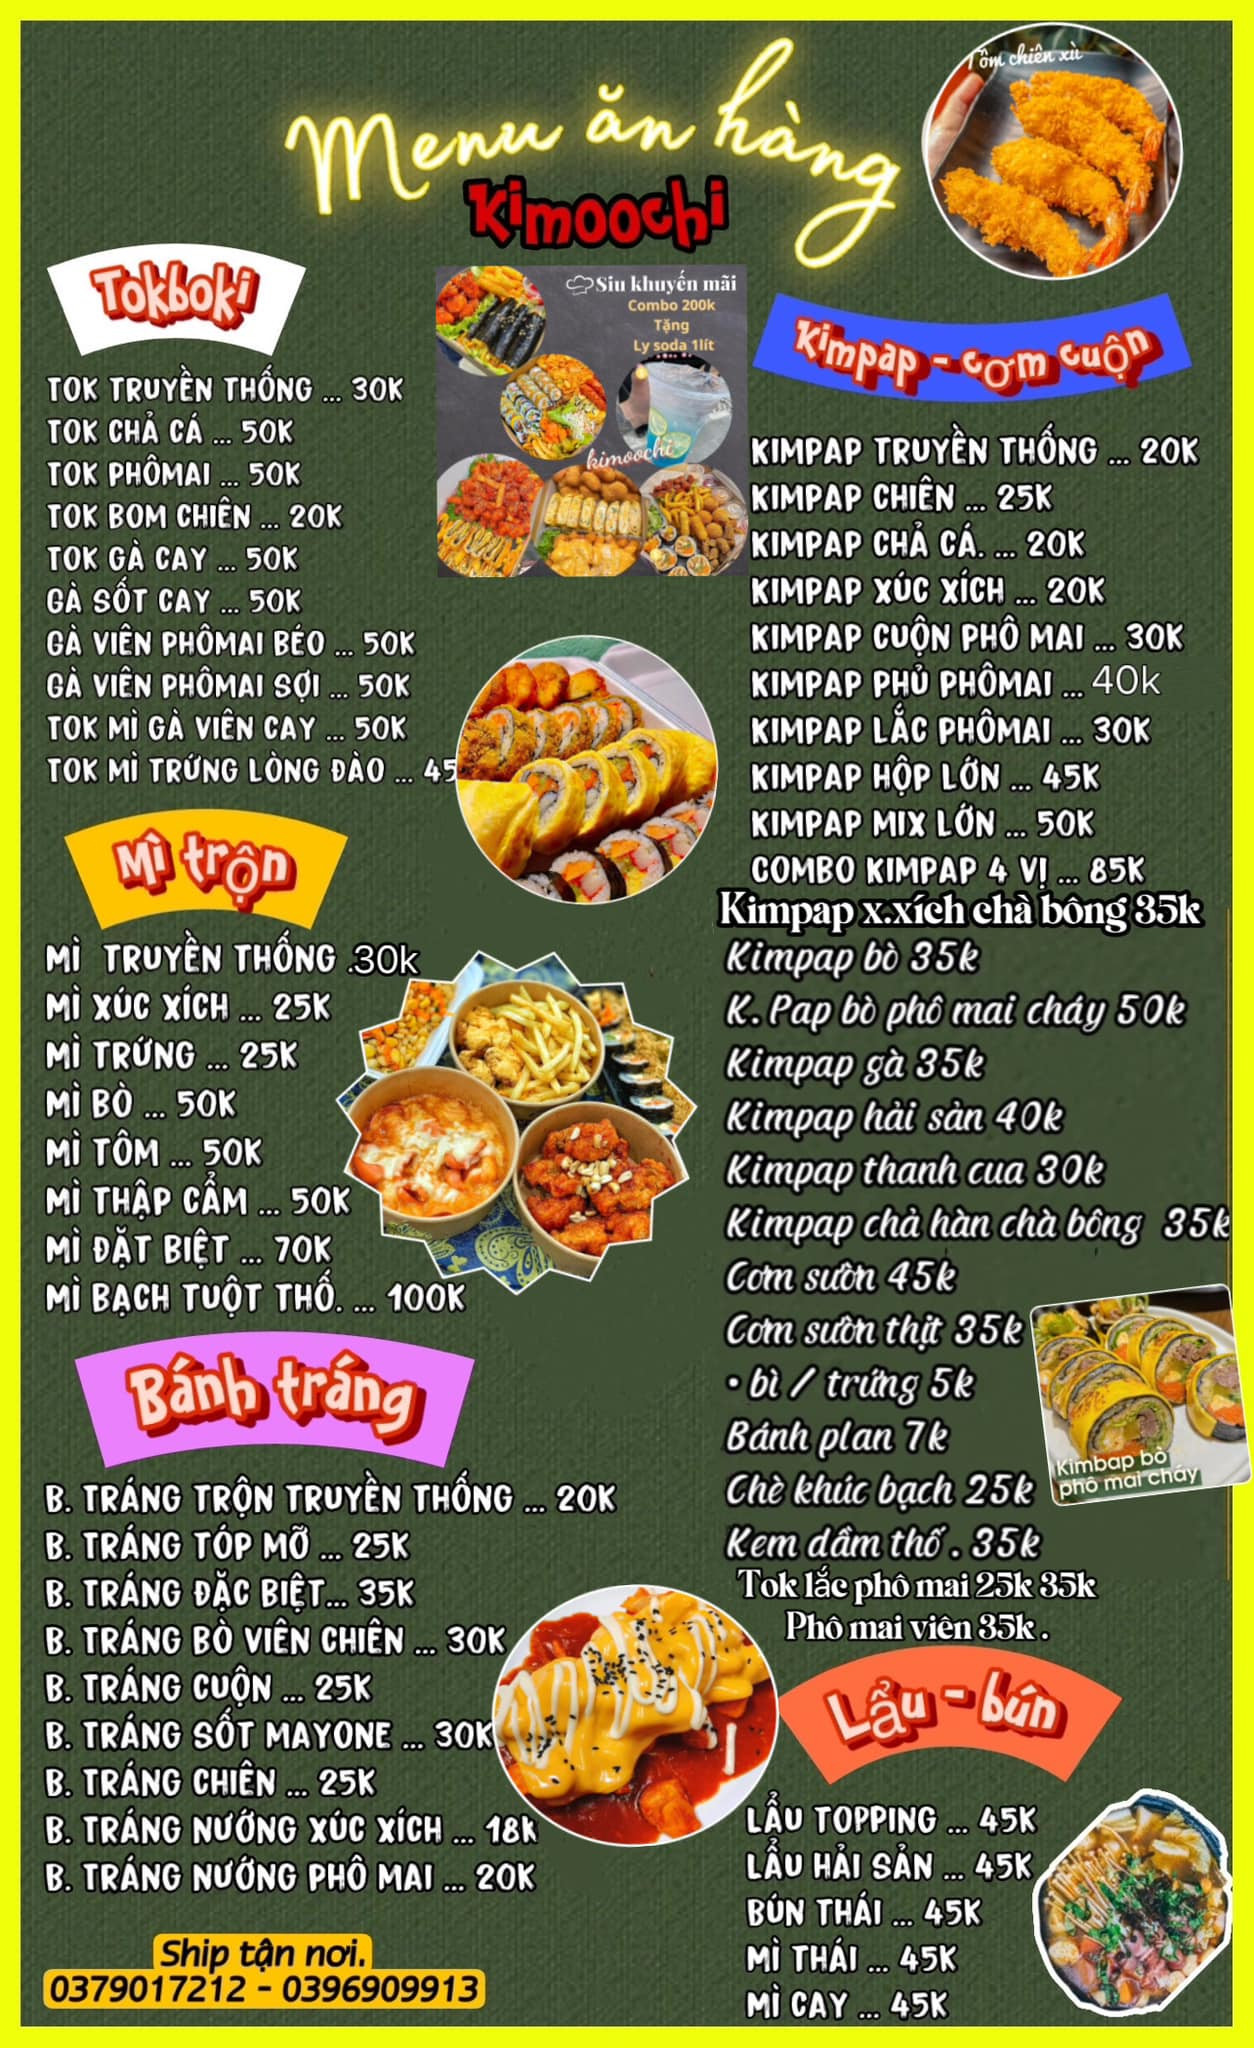 Menu ăn hàng
Kimoochi
Tôm chiên xù
Siu khuyến mãi
Combo 200k
Tặng
Ly soda 1lít
kimoochi
Tokboki
TOK TRUYỀN THỐNG ... 30K
TOK CHẢ CÁ ... 50K
TOK PHÔMAI ... 50K
TOK BOM CHIÊN ... 20K
TOK GÀ CAY ... 50K
GÀ SỐT CAY ... 50K
GÀ VIÊN PHÔMAI BÉO ... 50K
GÀ VIÊN PHÔMAI SỢI ... 50K
TOK MÌ GÀ VIÊN CAY ... 50K
TOK MÌ TRỨNG LÒNG ĐÀO ... 45
Mì trộn
MÌ TRUYỀN THỐNG .30k
MÌ XÚC XÍCH ... 25K
MÌ TRỨNG ... 25K
MÌ BÒ ... 50K
MÌ TÔM ... 50K
MÌ THẬP CẨM ... 50K
MÌ ĐẶT BIỆT ... 70K
MÌ BẠCH TUỘT THỐ. ... 100K
Bánh tráng
B. TRÁNG TRỘN TRUYỀN THỐNG ... 20K
B. TRÁNG TÓP MỠ ... 25K
B. TRÁNG ĐẶC BIỆT... 35K
B. TRÁNG BÒ VIÊN CHIÊN ... 30K
B. TRÁNG CUỘN ... 25K
B. TRÁNG SỐT MAYONE ... 30K
B. TRÁNG CHIÊN ... 25K
B. TRÁNG NƯỚNG XÚC XÍCH ... 18k
B. TRÁNG NƯỚNG PHÔ MAI ... 20K
Ship tận nơi.
0379017212 - 0396909913
Kimpap - cơm cuộn
KIMPAP TRUYỀN THỐNG ... 20K
KIMPAP CHIÊN ... 25K
KIMPAP CHẢ CÁ. ... 20K
KIMPAP XÚC XÍCH ... 20K
KIMPAP CUỘN PHÔ MAI ... 30K
KIMPAP PHỦ PHÔMAI ... 40k
KIMPAP LẮC PHÔMAI ... 30K
KIMPAP HỘP LỚN ... 45K
KIMPAP MIX LỚN ... 50K
COMBO KIMPAP 4 VỊ ... 85K
Kimpap x.xích chà bông 35k
Kimpap bò 35k
K. Pap bò phô mai cháy 50k
Kimpap gà 35k
Kimpap hải sản 40k
Kimpap thanh cua 30k
Kimpap chả hàn chà bông 35k
Cơm sườn 45k
Cơm sườn thịt 35k
• bì / trứng 5k
Bánh plan 7k
Chè khúc bạch 25k
Kem dầm thố . 35k
Kimbap bò
phô mai cháy
Tok lắc phô mai 25k 35k
Phô mai viên 35k .
Lẩu - bún
LẨU TOPPING ... 45K
LẨU HẢI SẢN ... 45K
BÚN THÁI ... 45K
MÌ THÁI ... 45K
MÌ CAY ... 45K